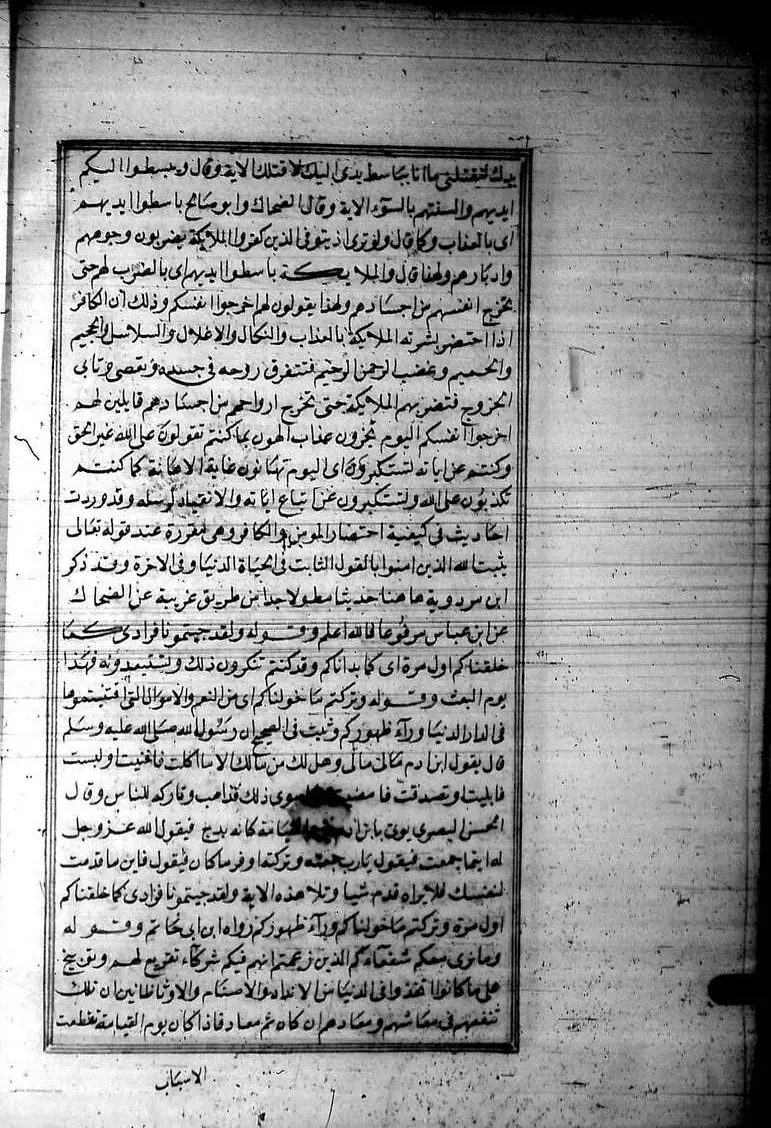 يدك لتقتلني ما انا بباسط يدي اليك لاقتلك الاية وقال ويبسطوا اليكم
ايديهم والسنتهم بالسوٓء الاية وقال الضحاك وابو صالح باسطوا ايديهم
اي بالعذاب وكما قال ولو ترى اذ يتوفى الذين كفروا الملايكة يضربون وجوههم
وادبارهم ولهذا قال والملايكة باسطوا ايديهم اي بالضرب لهم حتى
تخرج انفسهم من اجسادهم ولهذا يقولون لهم اخرجوا انفسكم وذلك ان الكافر
اذا احتضر بشرته الملايكة بالعذاب والنكال والاغلال والسلاسل والجحيم
والحميم وغضب الرحمن الرحيم فتتفرق روحه في جسده وتعصى وتابى
الخروج فتضربهم الملايكة حتى تخرج ارواحهم من اجسادهم قايلين لهم
اخرجوا انفسكم اليوم تجزون عذاب الهون بما كنتم تقولون على الله غير الحق
وكنتم عن اياته تستكبرون اي اليوم تهانون غاية الاهانة كما كنتم
تكذبون على الله وتستكبرون عن اتباع اياته والانقياد لرسله وقد وردت
احاديث في كيفية احتضار المومن والكافر وهي مقررة عند قوله تعالى
يثبت الله الذين امنوا بالقول الثابت في الحياة الدنيا وفي الاخرة وقد ذكر
ابن مردوية هاهنا حديثا مطولا جدا من طريق غريبة عن الضحاك
عن ابن عباس مرفوعا فالله اعلم وقوله ولقد جيتمونا فرادى كما
خلقناكم اول مرة اي كما بداناكم وقد كنتم تنكرون ذلك وتستبعدونه فهذا
يوم البعث وقوله وتركتم ما خولناكم اي من النعم والاموال التي اقتنيتموها
في الدار الدنيا ورآء ظهوركم وثبت في الصحيح ان رسول الله صلى الله عليه وسلم
قال يقول ابن ادم مالي مالي وهل لك من مالك الا ما اكلت فافنيت او لبست
فابليت او تصدقت فامضيت سوى ذلك فذاهب وتاركه للناس وقال
الحسن البصري يوتى بابن ادم القيامة كانه بذج فيقول الله عز وجل
له اينما جمعت فيقول يارب جمعته وتركته اوفر ما كان فيقول فاين ما قدمت
لنفسك فلا يراه قدم شيا وتلا هذه الاية ولقد جيتمونا فرادى كما خلقناكم
اول مرة وتركتم ما خولناكم ورآء ظهوركم رواه ابن ابي حاتم وقوله
وما نرى معكم شفعاءكم الذين زعمتم انهم فيكم شركاء تقريع لهم وتوبيخ
على ما كانوا اتخذوا في الدنيا من الانداد والاصنام والاوثان ظانين ان تلك
تنفعهم في معاشهم ومعادهم ان كان ثم معاد فاذا كان يوم القيامة تقطعت
الاسباب